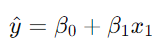 ŷ = β₀ + β₁x₁